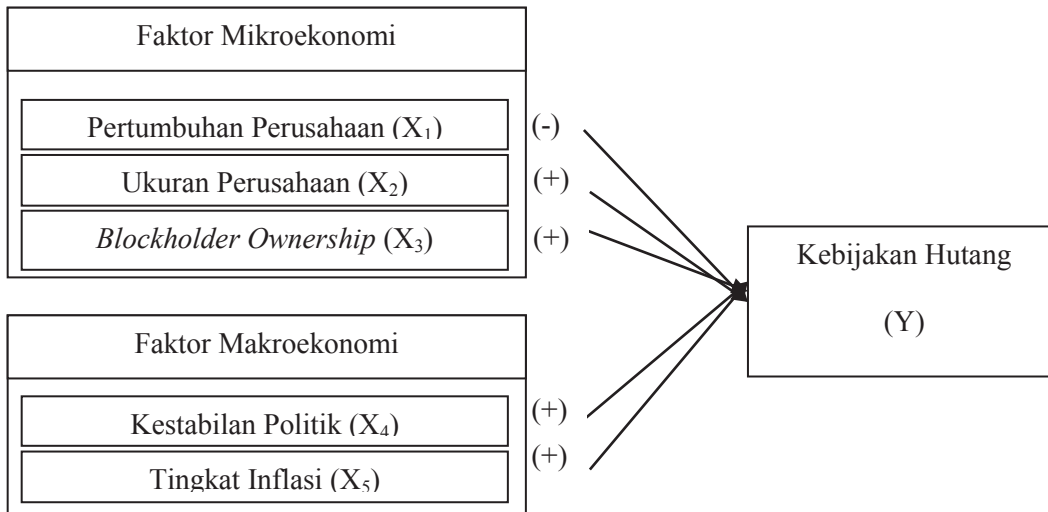 Faktor Mikroekonomi
Pertumbuhan Perusahaan (X₁) (-)
Ukuran Perusahaan (X₂) (+)
Blockholder Ownership (X₃) (+)
Kebijakan Hutang
(Y)
Faktor Makroekonomi
Kestabilan Politik (X₄) (+)
Tingkat Inflasi (X₅) (+)